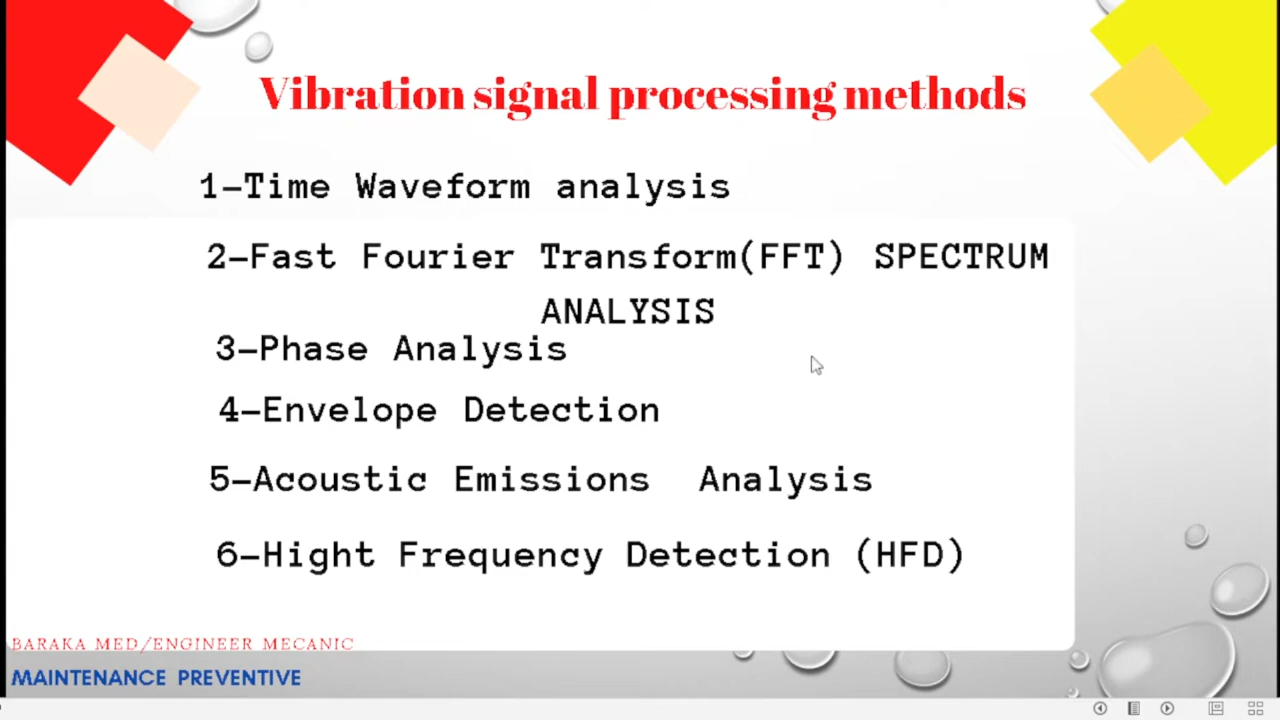 Vibration signal processing methods
1-Time Waveform analysis
2-Fast Fourier Transform(FFT) SPECTRUM
ANALYSIS
3-Phase Analysis
4-Envelope Detection
5-Acoustic Emissions Analysis
6-Hight Frequency Detection (HFD)
BARAKA MED/ENGINEER MECANIC
MAINTENANCE PREVENTIVE